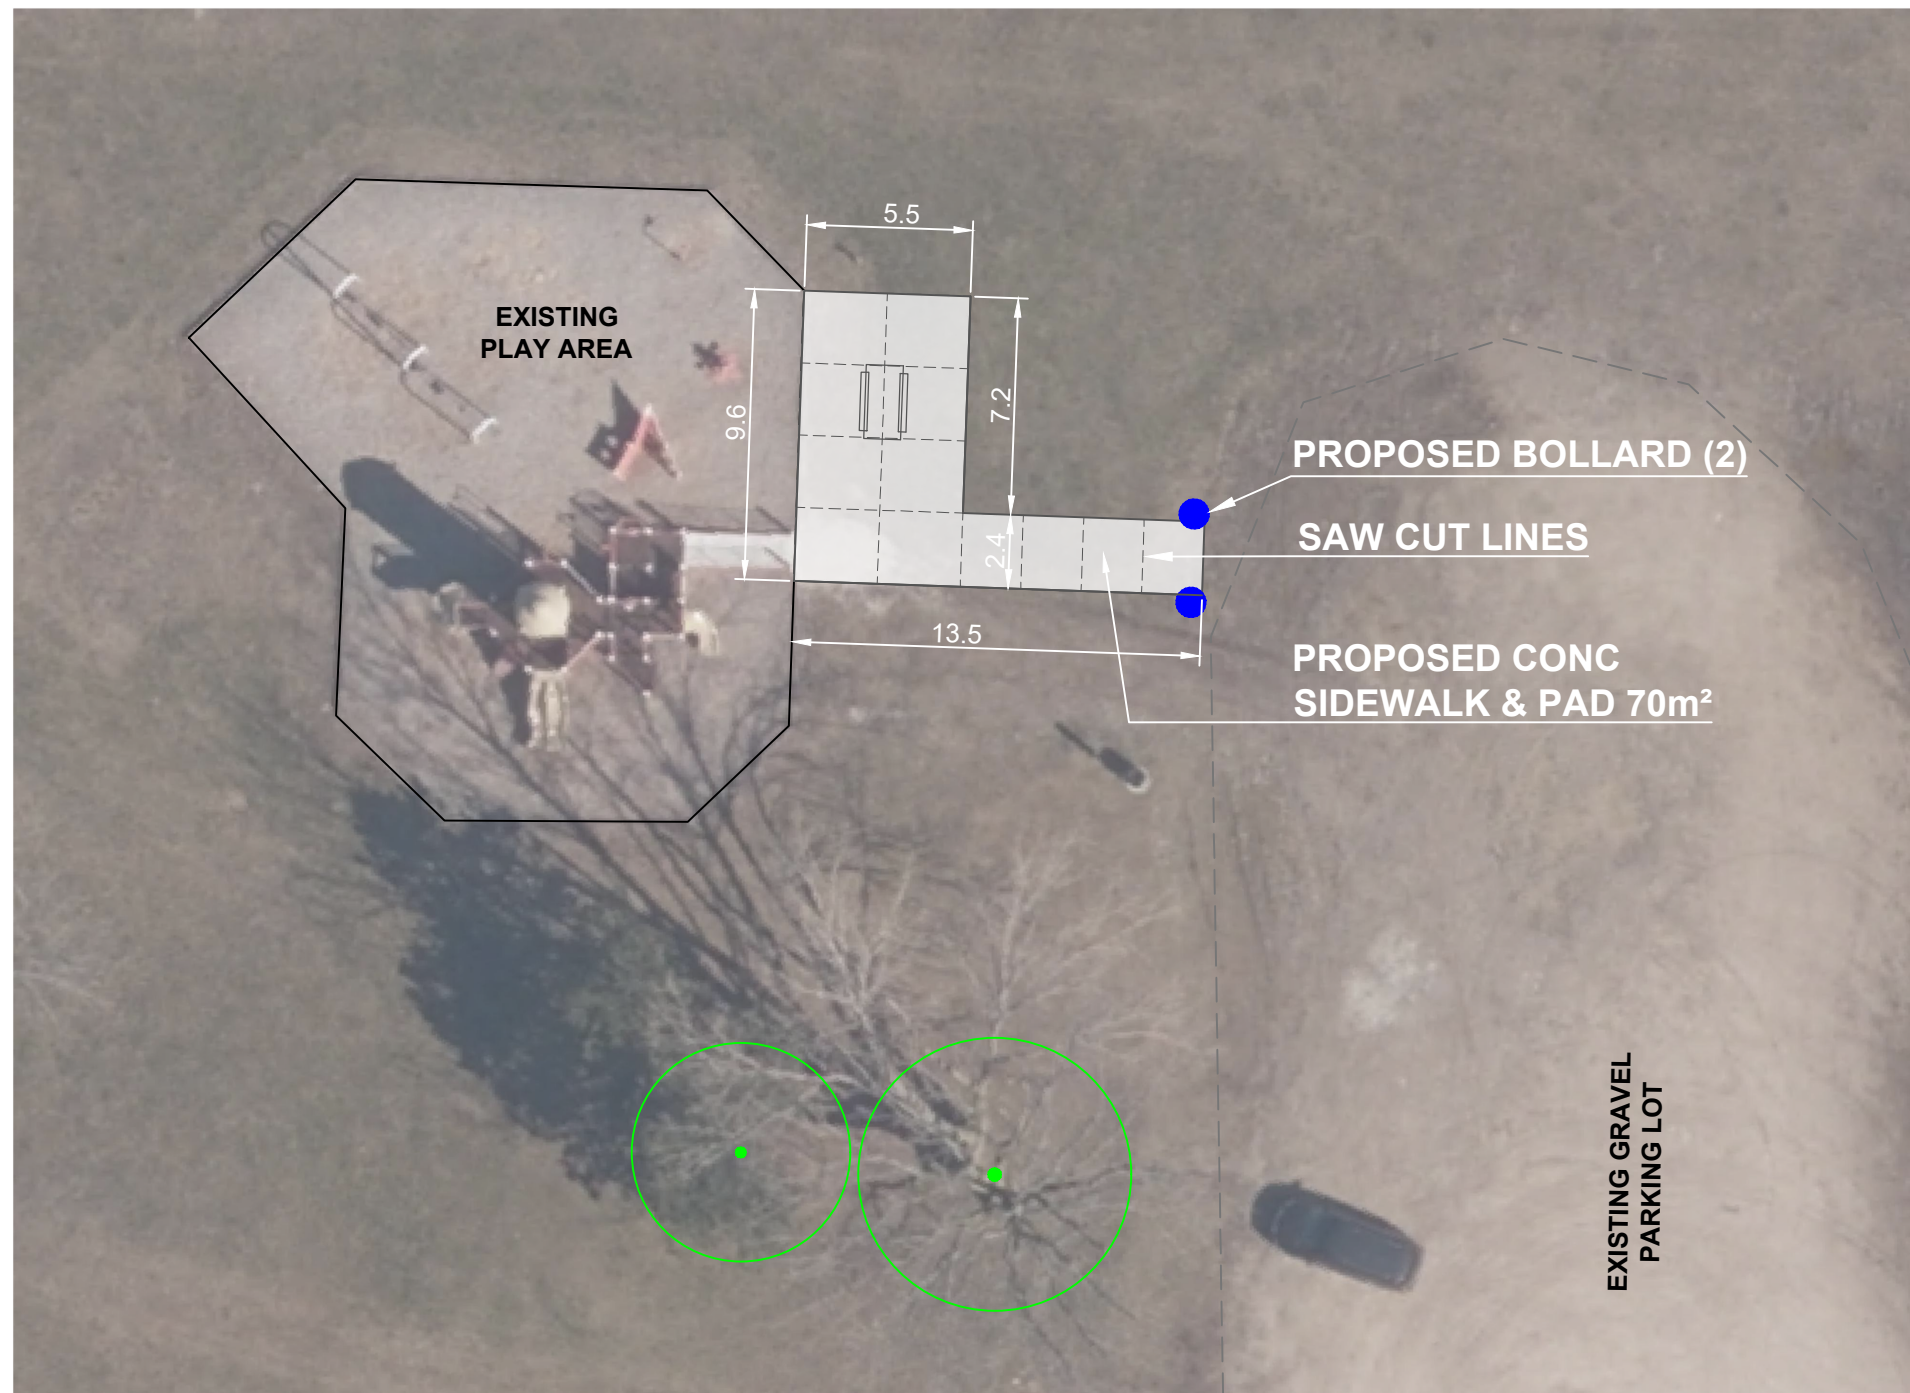 5.5
EXISTING
PLAY AREA
9.6
7.2
PROPOSED BOLLARD (2)
SAW CUT LINES
2.4
13.5
PROPOSED CONC
SIDEWALK & PAD 70m²
EXISTING GRAVEL
PARKING LOT